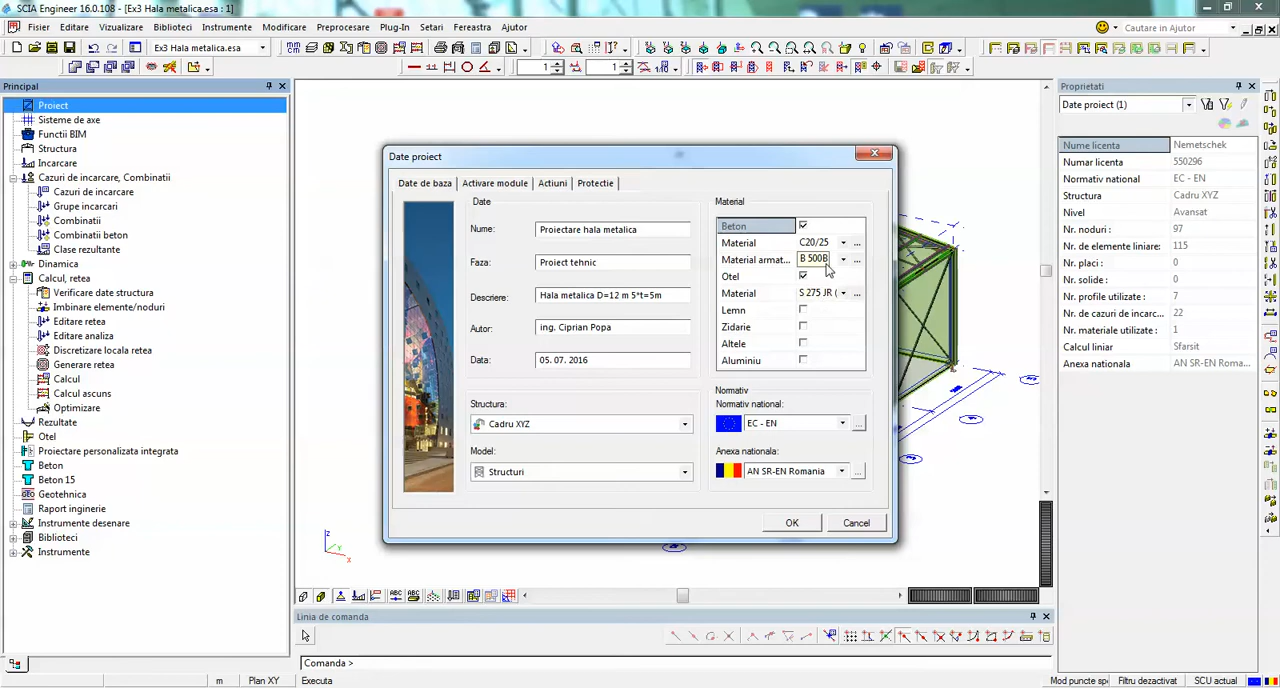 SCIA Engineer 16.0.108 - [Ex3 Hala metalica.esa : 1]
Fisier Editare Vizualizare Biblioteci Instrumente Modificare Preprocesare Plug-In Setari Fereastra Ajutor Cautare in Ajutor
Ex3 Hala metalica.esa
1 1
Principal
Proiect
Sisteme de axe
Functii BIM
Structura
Incarcare
Cazuri de incarcare, Combinatii
Cazuri de incarcare
Grupe incarcari
Combinatii
Combinatii beton
Clase rezultante
Dinamica
Calcul, retea
Verificare date structura
Imbinare elemente/noduri
Editare retea
Editare analiza
Discretizare locala retea
Generare retea
Calcul
Calcul ascuns
Optimizare
Rezultate
Otel
Proiectare personalizata integrata
Beton
Beton 15
Geotehnica
Raport inginerie
Instrumente desenare
Biblioteci
Instrumente
Date proiect
Date de baza Activare module Actiuni Protectie
Date
Nume: Proiectare hala metalica
Faza: Proiect tehnic
Descriere: Hala metalica D=12 m 5*t=5m
Autor: ing. Ciprian Popa
Data: 05. 07. 2016
Structura:
Cadru XYZ
Model:
Structuri
Material
Beton
Material C20/25 ...
Material armat... B 500B ...
Otel
Material S 275 JR ( ...
Lemn
Zidarie
Altele
Aluminiu
Normativ
Normativ national:
EC - EN ...
Anexa nationala:
AN SR-EN Romania ...
OK Cancel
z
y
x
Linia de comanda
Comanda >
Proprietati
Date proiect (1)
Nume licenta Nemetschek
Numar licenta 550296
Normativ national EC - EN
Structura Cadru XYZ
Nivel Avansat
Nr. noduri : 97
Nr. de elemente liniare: 115
Nr. placi : 0
Nr. solide : 0
Nr. profile utilizate : 7
Nr. de cazuri de incarcar... 22
Nr. materiale utilizate : 1
Calcul liniar Sfarsit
Anexa nationala AN SR-EN Roma...
m Plan XY Executa Mod puncte sp Filtru dezactivat SCU actual